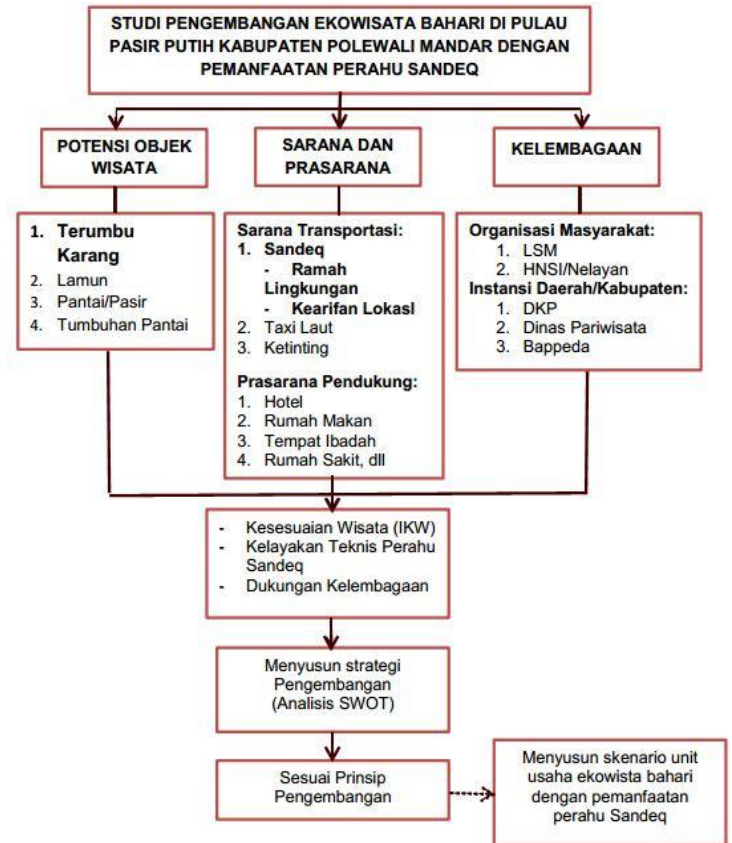 STUDI PENGEMBANGAN EKOWISATA BAHARI DI PULAU
PASIR PUTIH KABUPATEN POLEWALI MANDAR DENGAN
PEMANFAATAN PERAHU SANDEQ
POTENSI OBJEK
WISATA
SARANA DAN
PRASARANA
KELEMBAGAAN
1. Terumbu
Karang
2. Lamun
3. Pantai/Pasir
4. Tumbuhan Pantai
Sarana Transportasi:
1. Sandeq
- Ramah
Lingkungan
- Kearifan Lokasl
2. Taxi Laut
3. Ketinting
Prasarana Pendukung:
1. Hotel
2. Rumah Makan
3. Tempat Ibadah
4. Rumah Sakit, dll
Organisasi Masyarakat:
1. LSM
2. HNSI/Nelayan
Instansi Daerah/Kabupaten:
1. DKP
2. Dinas Pariwisata
3. Bappeda
- Kesesuaian Wisata (IKW)
- Kelayakan Teknis Perahu
Sandeq
- Dukungan Kelembagaan
Menyusun strategi
Pengembangan
(Analisis SWOT)
Sesuai Prinsip
Pengembangan
Menyusun skenario unit
usaha ekowista bahari
dengan pemanfaatan
perahu Sandeq